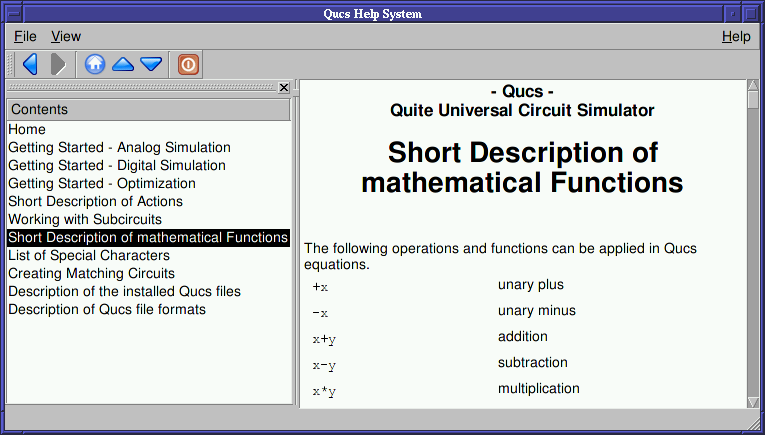 Qucs Help System
File View Help
Contents
Home
Getting Started - Analog Simulation
Getting Started - Digital Simulation
Getting Started - Optimization
Short Description of Actions
Working with Subcircuits
Short Description of mathematical Functions
List of Special Characters
Creating Matching Circuits
Description of the installed Qucs files
Description of Qucs file formats
- Qucs -
Quite Universal Circuit Simulator
Short Description of
mathematical Functions
The following operations and functions can be applied in Qucs
equations.
+x unary plus
-x unary minus
x+y addition
x-y subtraction
x*y multiplication